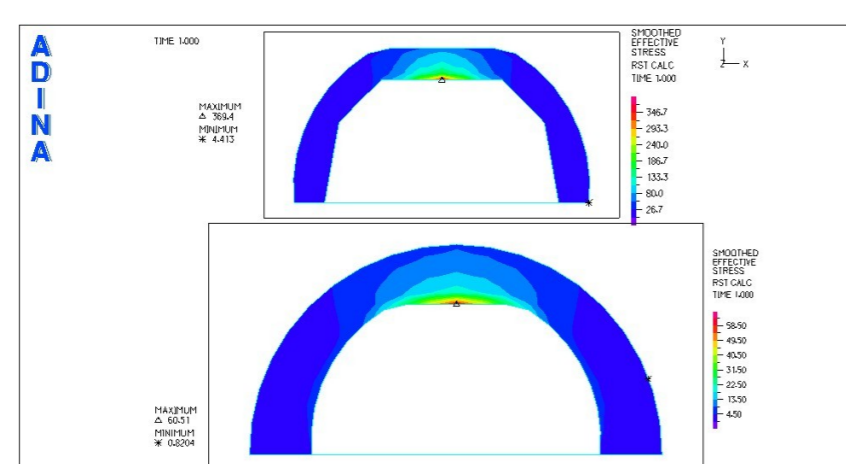 ADINA
TIME 1.000
SMOOTHED
EFFECTIVE
STRESS
RST CALC
TIME 1.000
Y
Z X
MAXIMUM
△ 369.4
MINIMUM
✳ 4.413
346.7
293.3
240.0
186.7
133.3
80.0
26.7
SMOOTHED
EFFECTIVE
STRESS
RST CALC
TIME 1.000
58.50
49.50
40.50
31.50
22.50
13.50
4.50
MAXIMUM
△ 60.51
MINIMUM
✳ 0.8204